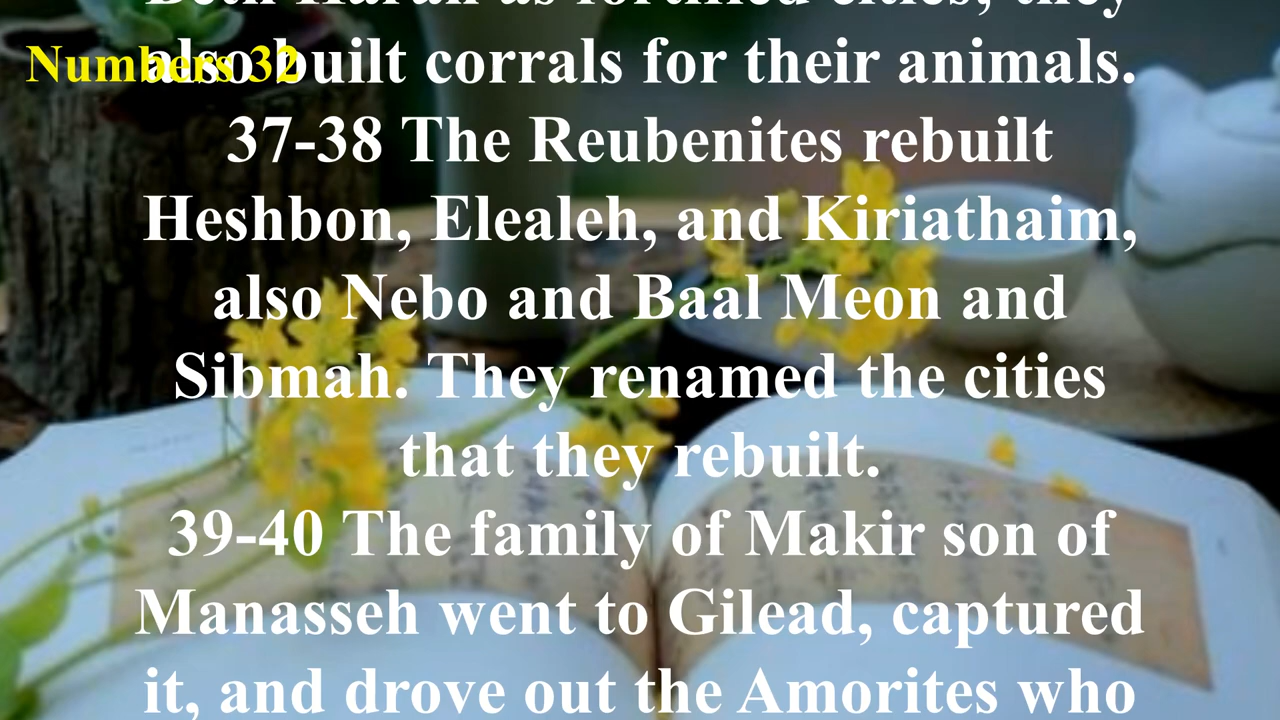 Beth Haran as fortified cities; they
Numbers 32
also built corrals for their animals.
37-38 The Reubenites rebuilt
Heshbon, Elealeh, and Kiriathaim,
also Nebo and Baal Meon and
Sibmah. They renamed the cities
that they rebuilt.
39-40 The family of Makir son of
Manasseh went to Gilead, captured
it, and drove out the Amorites who